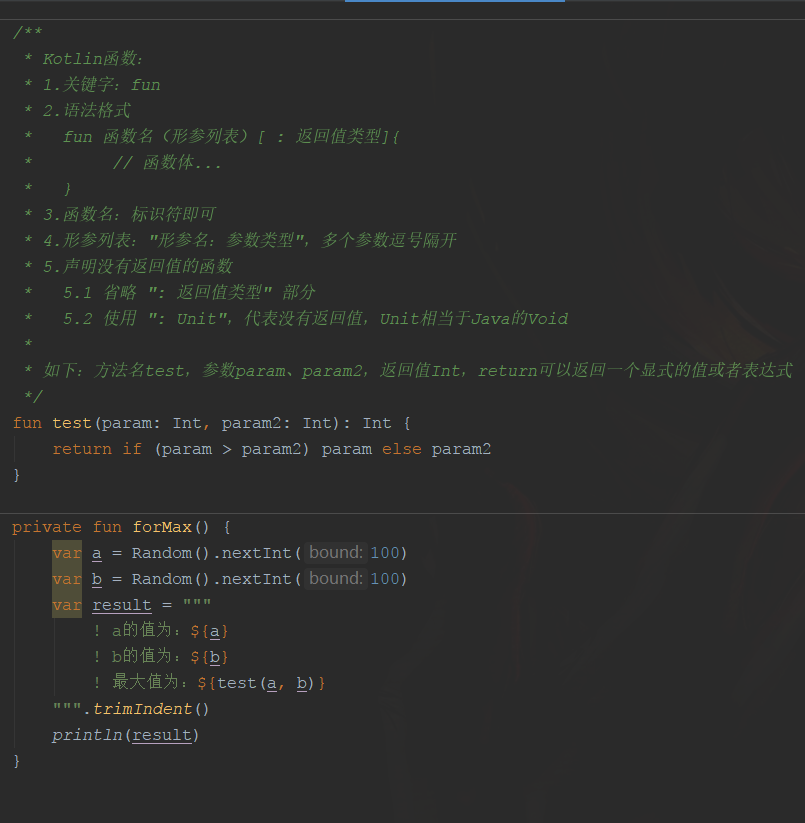 /**
 * Kotlin函数：
 * 1.关键字：fun
 * 2.语法格式
 *   fun 函数名（形参列表）[ : 返回值类型]{
 *        // 函数体...
 *   }
 * 3.函数名：标识符即可
 * 4.形参列表："形参名：参数类型"，多个参数逗号隔开
 * 5.声明没有返回值的函数
 *   5.1 省略 ": 返回值类型" 部分
 *   5.2 使用 ": Unit"，代表没有返回值，Unit相当于Java的Void
 *
 * 如下：方法名test，参数param、param2，返回值Int，return可以返回一个显式的值或者表达式
 */
fun test(param: Int, param2: Int): Int {
    return if (param > param2) param else param2
}
private fun forMax() {
    var a = Random().nextInt( bound: 100)
    var b = Random().nextInt( bound: 100)
    var result = """
        ! a的值为：${a}
        ! b的值为：${b}
        ! 最大值为：${test(a, b)}
    """.trimIndent()
    println(result)
}